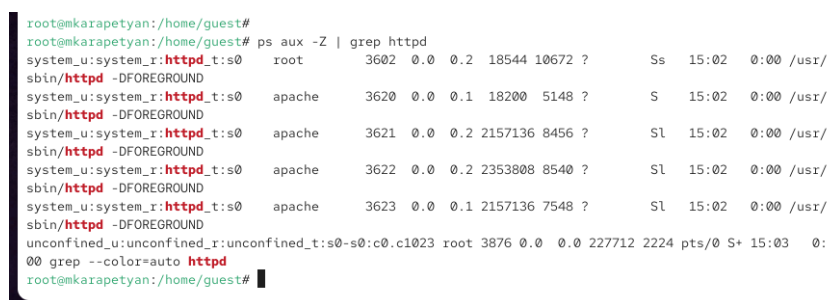 root@mkarapetyan:/home/guest#
root@mkarapetyan:/home/guest# ps aux -Z | grep httpd
system_u:system_r:httpd_t:s0    root        3602  0.0  0.2  18544 10672 ?        Ss   15:02   0:00 /usr/
sbin/httpd -DFOREGROUND
system_u:system_r:httpd_t:s0    apache      3620  0.0  0.1  18200  5148 ?        S    15:02   0:00 /usr/
sbin/httpd -DFOREGROUND
system_u:system_r:httpd_t:s0    apache      3621  0.0  0.2 2157136 8456 ?        Sl   15:02   0:00 /usr/
sbin/httpd -DFOREGROUND
system_u:system_r:httpd_t:s0    apache      3622  0.0  0.2 2353808 8540 ?        Sl   15:02   0:00 /usr/
sbin/httpd -DFOREGROUND
system_u:system_r:httpd_t:s0    apache      3623  0.0  0.1 2157136 7548 ?        Sl   15:02   0:00 /usr/
sbin/httpd -DFOREGROUND
unconfined_u:unconfined_r:unconfined_t:s0-s0:c0.c1023 root 3876 0.0  0.0 227712 2224 pts/0 S+ 15:03   0:
00 grep --color=auto httpd
root@mkarapetyan:/home/guest#